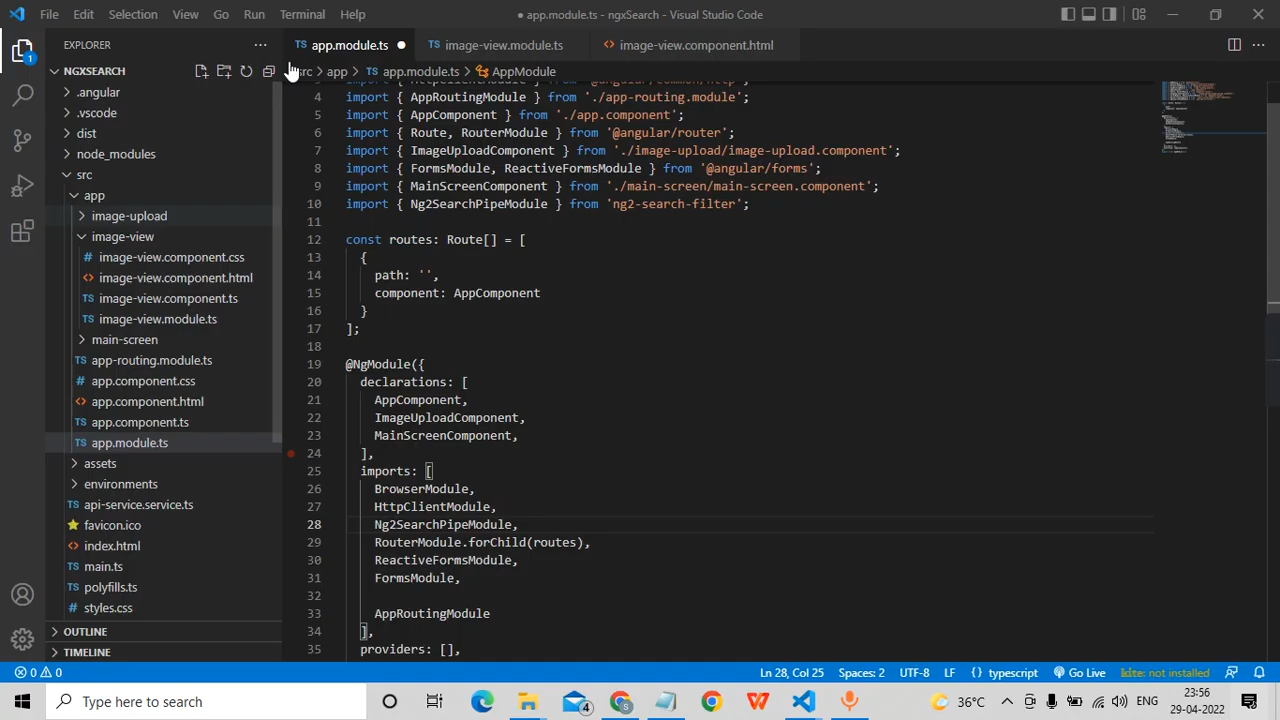 File Edit Selection View Go Run Terminal Help
● app.module.ts - ngxSearch - Visual Studio Code
EXPLORER
1
NGXSEARCH
.angular
.vscode
dist
node_modules
src
app
image-upload
image-view
image-view.component.css
image-view.component.html
TS image-view.component.ts
TS image-view.module.ts
main-screen
TS app-routing.module.ts
app.component.css
app.component.html
TS app.component.ts
TS app.module.ts
assets
environments
TS api-service.service.ts
favicon.ico
index.html
TS main.ts
TS polyfills.ts
styles.css
OUTLINE
TIMELINE
TS app.module.ts ● TS image-view.module.ts <> image-view.component.html
src > app > TS app.module.ts > AppModule
3 import { HttpClientModule } from '@angular/common/http';
4 import { AppRoutingModule } from './app-routing.module';
5 import { AppComponent } from './app.component';
6 import { Route, RouterModule } from '@angular/router';
7 import { ImageUploadComponent } from './image-upload/image-upload.component';
8 import { FormsModule, ReactiveFormsModule } from '@angular/forms';
9 import { MainScreenComponent } from './main-screen/main-screen.component';
10 import { Ng2SearchPipeModule } from 'ng2-search-filter';
11
12 const routes: Route[] = [
13 {
14 path: '',
15 component: AppComponent
16 }
17 ];
18
19 @NgModule({
20 declarations: [
21 AppComponent,
22 ImageUploadComponent,
23 MainScreenComponent,
24 ],
25 imports: [
26 BrowserModule,
27 HttpClientModule,
28 Ng2SearchPipeModule,
29 RouterModule.forChild(routes),
30 ReactiveFormsModule,
31 FormsModule,
32
33 AppRoutingModule
34 ],
35 providers: [],
0 0 Ln 28, Col 25 Spaces: 2 UTF-8 LF {} typescript Go Live kite: not installed
Type here to search 4 S 36°C ENG 23:56
29-04-2022